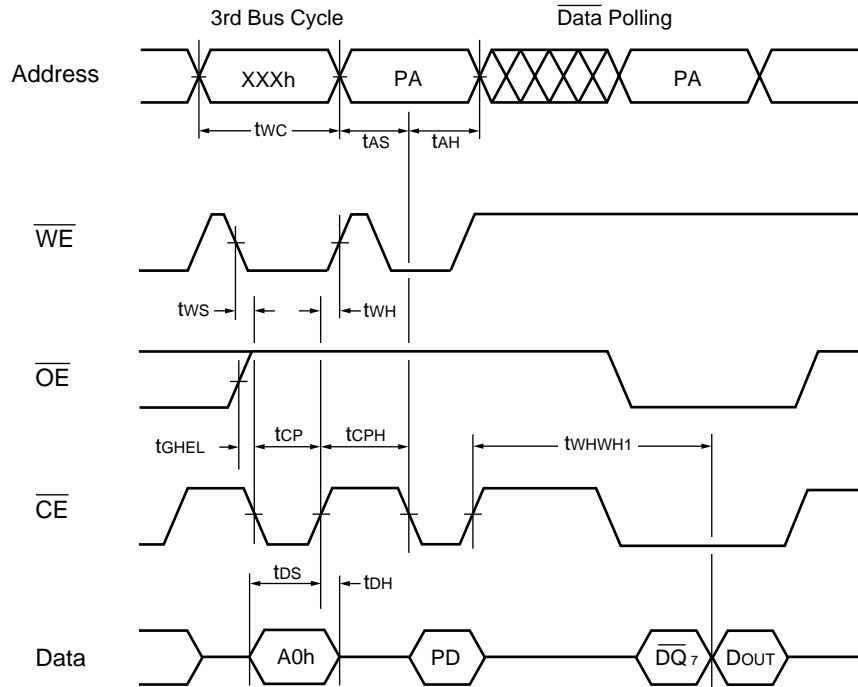 3rd Bus Cycle Data Polling
Address XXXh PA PA
tWC tAS tAH
WE
tWS tWH
OE
tGHEL tCP tCPH tWHWH1
CE
tDS tDH
Data A0h PD DQ7 DOUT